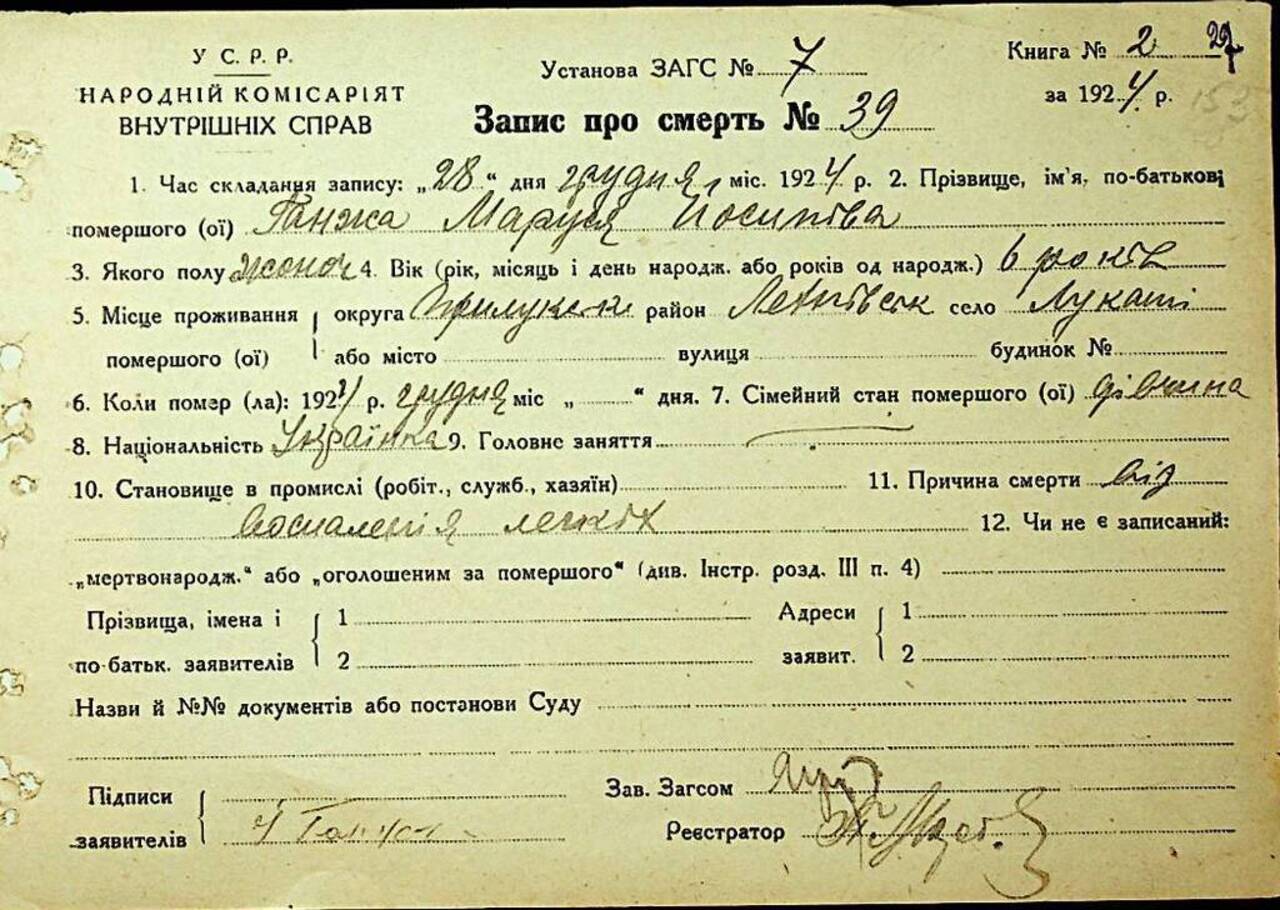 У С. Р. Р.
НАРОДНІЙ КОМІСАРІЯТ
ВНУТРІШНІХ СПРАВ
Установа ЗАГС № 7
Запис про смерть № 39
Книга № 2
за 1924 р.
1. Час складання запису: „28“ дня грудня міс. 1924 р. 2. Прізвище, ім'я, по-батькові
помершого (ої) Ганжа Маруся Йосипіва
3. Якого полу жіноч 4. Вік (рік, місяць і день народж. або років од народж.) 6 років
5. Місце проживання округа Прилуцьк район село
помершого (ої) або місто вулиця будинок №
6. Коли помер (ла): 1924 р. грудня міс „ “ дня. 7. Сімейний стан помершого (ої) дівчина
8. Національність Українка 9. Головне заняття
10. Становище в промислі (робіт., служб., хазяїн) 11. Причина смерти від
воспаленія легкіх 12. Чи не є записаний:
„мертвонародж.“ або „оголошеним за помершого“ (див. Інстр. розд. III п. 4)
Прізвища, імена і 1 Адреси 1
по-батьк. заявителів 2 заявит. 2
Назви й №№ документів або постанови Суду
Підписи Зав. Загсом
заявителів Реєстратор